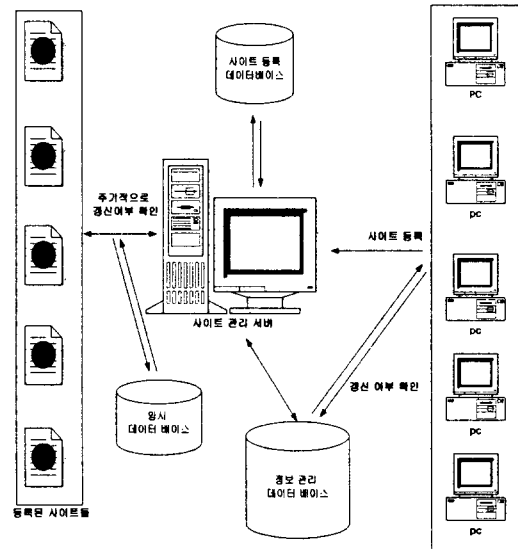 사이트 등록
데이터베이스
PC
pc
pc
pc
pc
주기적으로
갱신여부 확인
사이트 등록
사이트 관리 서버
갱신 여부 확인
임시
데이터 베이스
정보 관리
데이터 베이스
등록된 사이트들